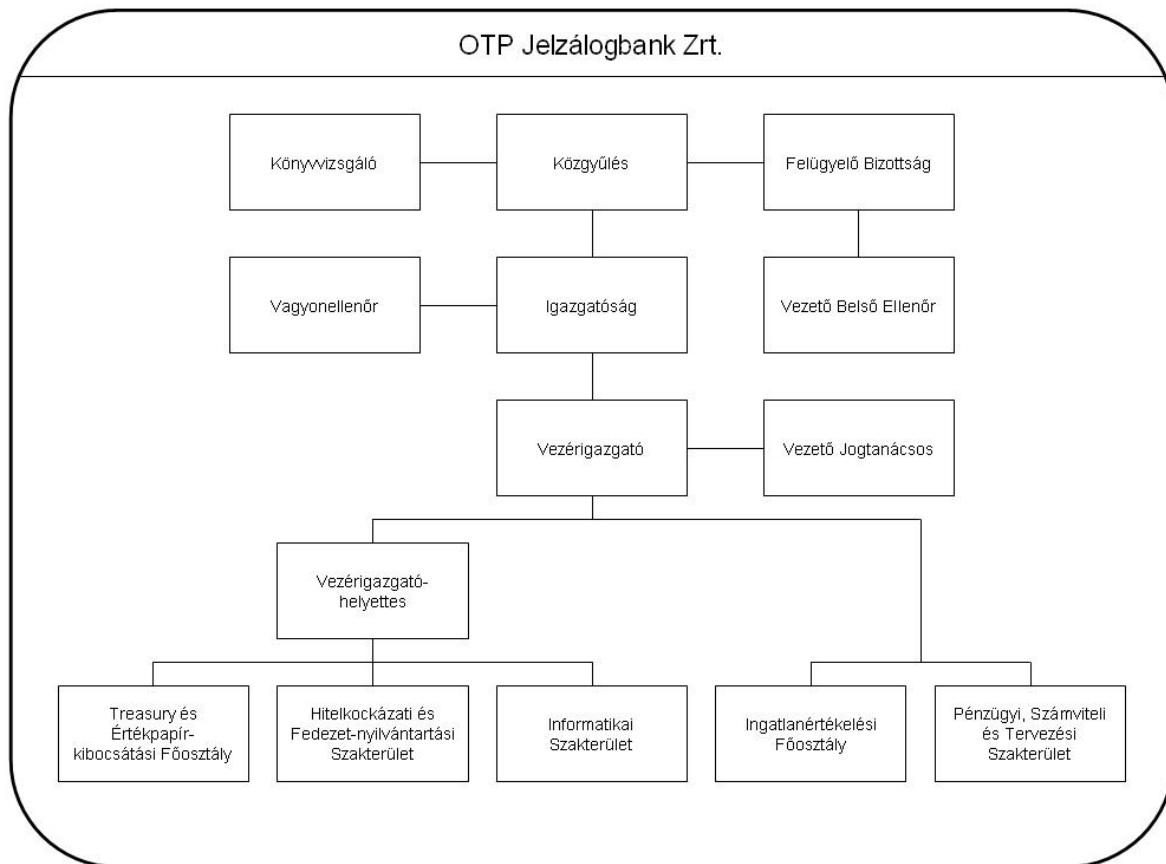 OTP Jelzálogbank Zrt.
Könyvvizsgáló
Közgyűlés
Felügyelő Bizottság
Vagyonellenőr
Igazgatóság
Vezető Belső Ellenőr
Vezérigazgató
Vezető Jogtanácsos
Vezérigazgató-
helyettes
Treasury és
Értékpapír-
kibocsátási Főosztály
Hitelkockázati és
Fedezet-nyilvántartási
Szakterület
Informatikai
Szakterület
Ingatlanértékelési
Főosztály
Pénzügyi, Számviteli
és Tervezési
Szakterület